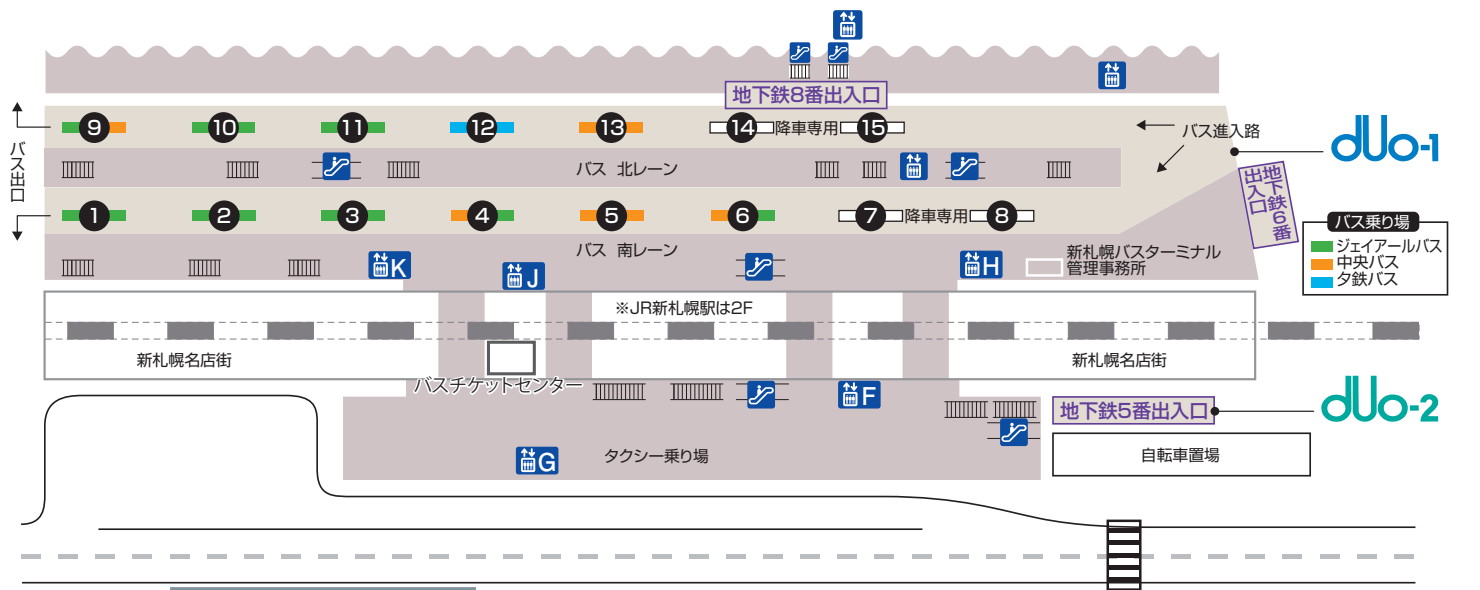 地下鉄8番出入口
9
10
11
12
13
14
降車専用
15
バス進入路
dUo-1
バス出口
バス 北レーン
地下鉄6番
出入口
1
2
3
4
5
6
7
降車専用
8
バス乗り場
ジェイアールバス
中央バス
夕鉄バス
バス 南レーン
新札幌バスターミナル
管理事務所
K
J
H
※JR新札幌駅は2F
新札幌名店街
新札幌名店街
バスチケットセンター
F
地下鉄5番出入口
dUo-2
G
タクシー乗り場
自転車置場